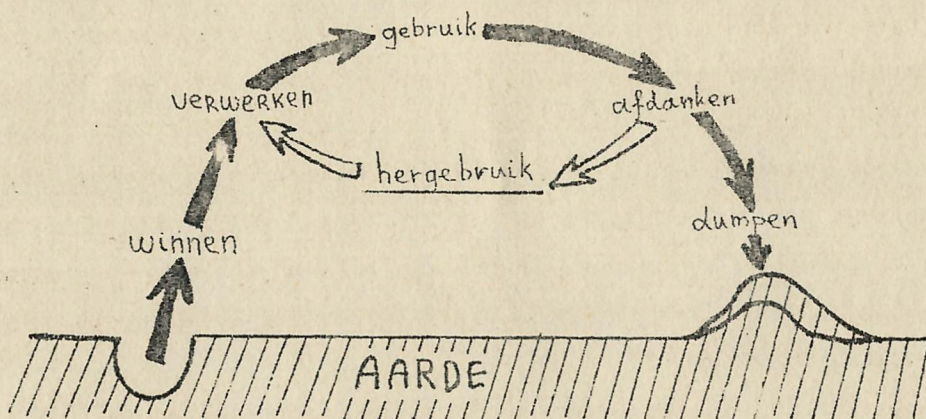 gebruik
verwerken
afdanken
hergebruik
dumpen
winnen
AARDE